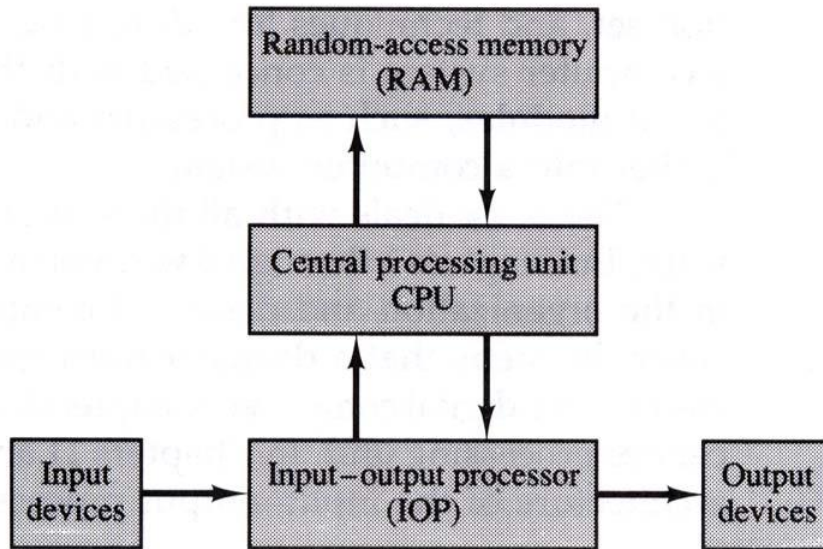 Random-access memory
(RAM)
Central processing unit
CPU
Input
devices
Input–output processor
(IOP)
Output
devices